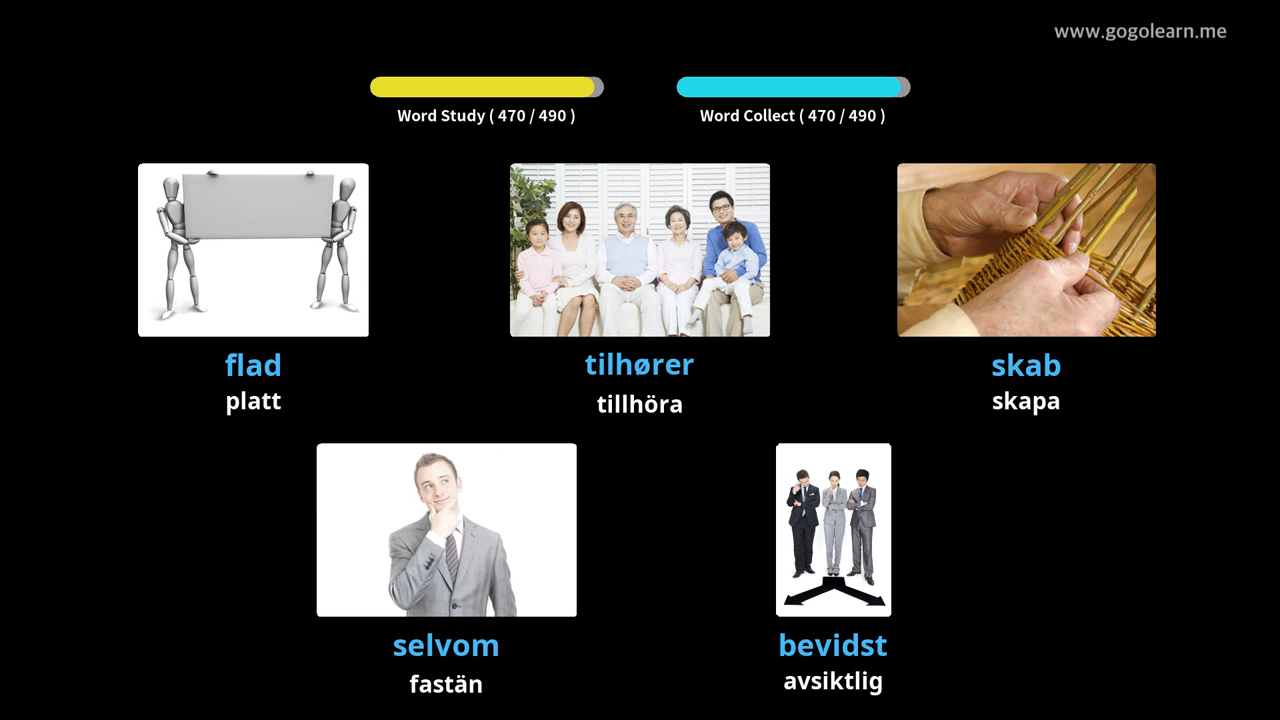 www.gogolearn.me
Word Study ( 470 / 490 )
Word Collect ( 470 / 490 )
flad
platt
tilhører
tillhöra
skab
skapa
selvom
fastän
bevidst
avsiktlig